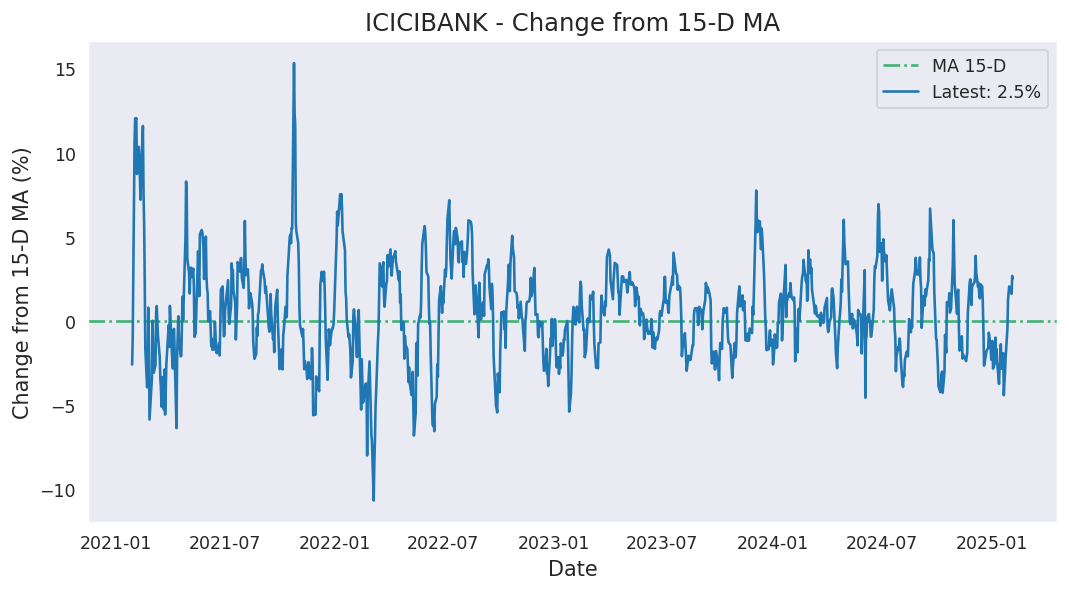 ICICIBANK - Change from 15-D MA
MA 15-D
Latest: 2.5%
Change from 15-D MA (%)
15
10
5
0
−5
−10
2021-01 2021-07 2022-01 2022-07 2023-01 2023-07 2024-01 2024-07 2025-01
Date